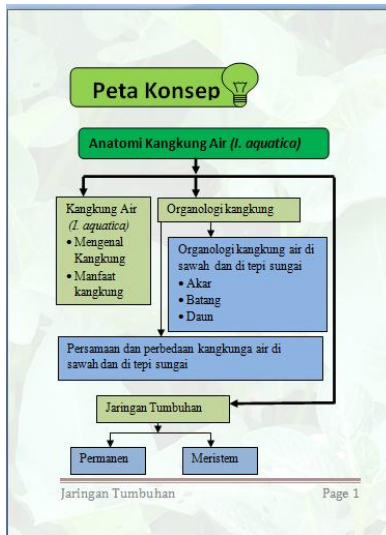 Peta Konsep
Anatomi Kangkung Air (I. aquatica)
Kangkung Air
(I. aquatica)
• Mengenal
Kangkung
• Manfaat
kangkung
Organologi kangkung
Organologi kangkung air di
sawah dan di tepi sungai
• Akar
• Batang
• Daun
Persamaan dan perbedaan kangkunga air di
sawah dan di tepi sungai
Jaringan Tumbuhan
Permanen
Meristem
Jaringan Tumbuhan Page 1